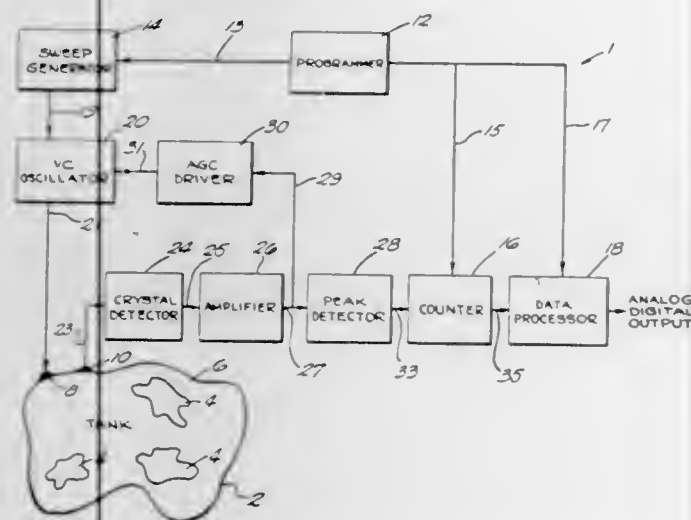 14
13
12
SWEEP
GENERATOR
PROGRAMMER
1
20
30
15
17
VC
OSCILLATOR
31
AGC
DRIVER
29
2
24
25
26
28
16
18
CRYSTAL
DETECTOR
AMPLIFIER
PEAK
DETECTOR
COUNTER
DATA
PROCESSOR
ANALOG
DIGITAL
OUTPUT
23
10
6
27
33
35
8
TANK
4
4
2